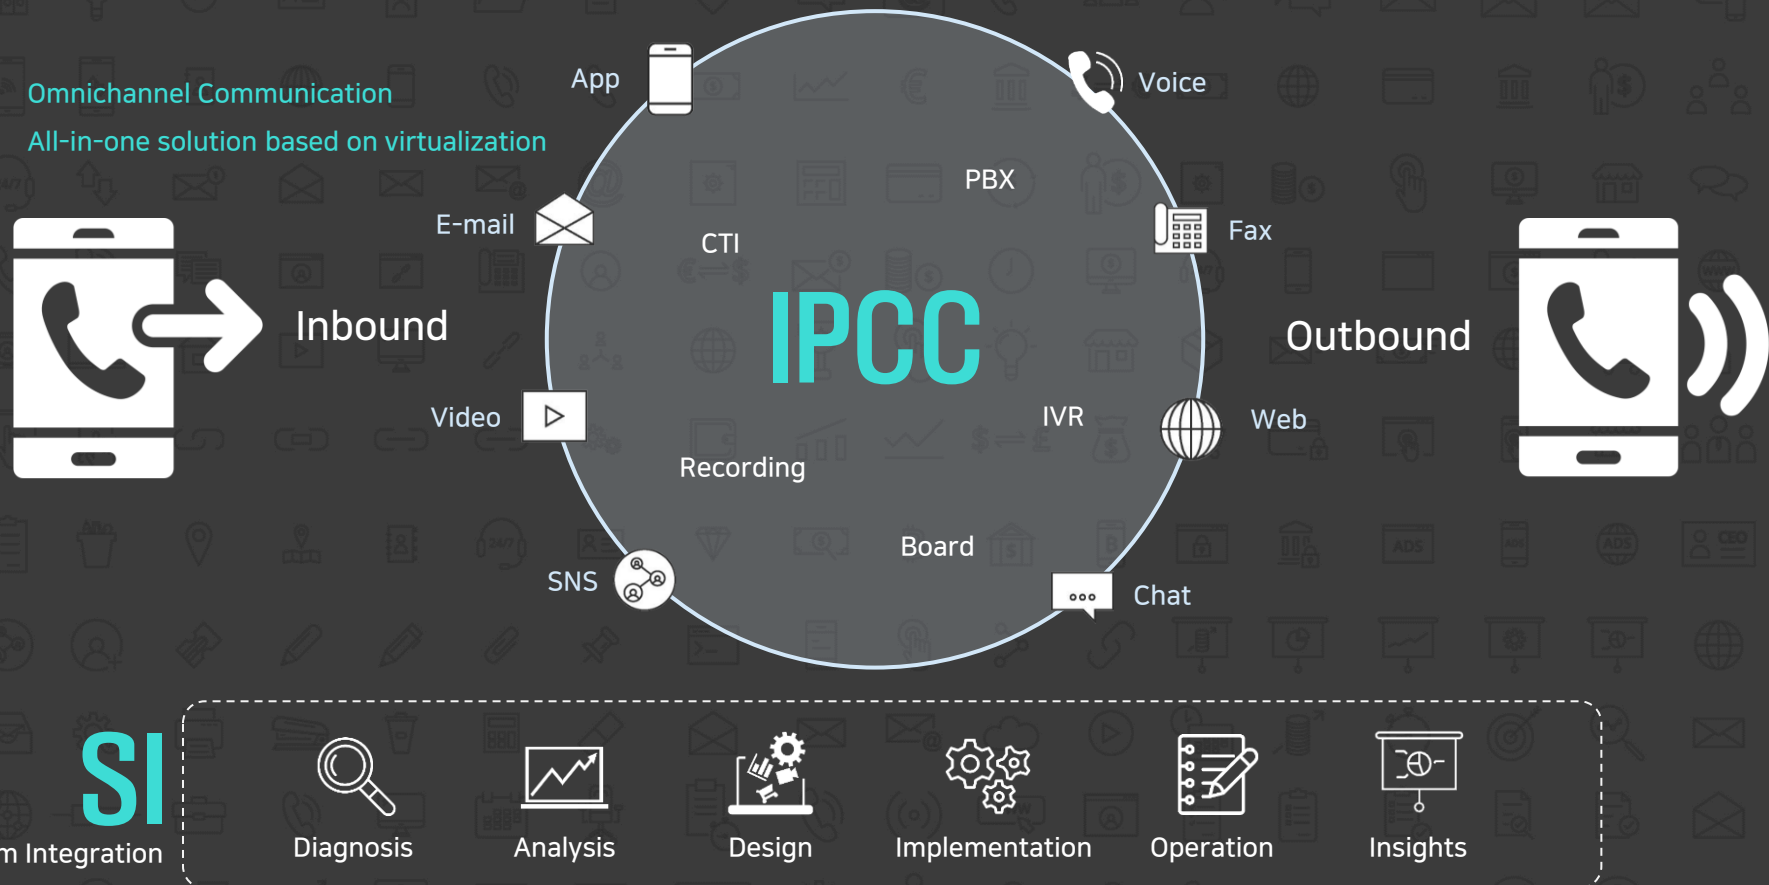 Omnichannel Communication
All-in-one solution based on virtualization
App
Voice
PBX
E-mail
CTI
Fax
IPCC
Inbound
Outbound
Video
IVR
Web
Recording
Board
SNS
Chat
SI
Integration
Diagnosis
Analysis
Design
Implementation
Operation
Insights